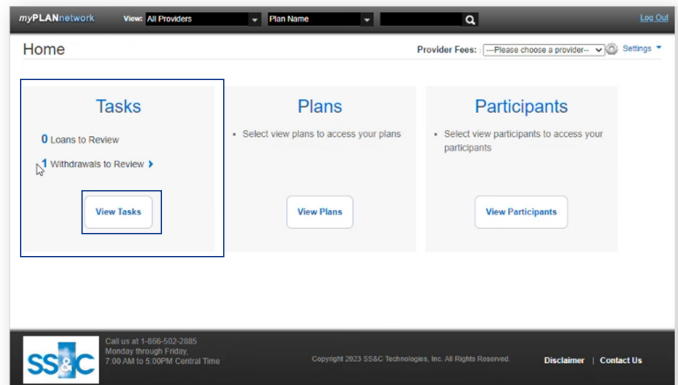 myPLANnetwork View: All Providers Plan Name Log Out
Home Provider Fees: : ---Please choose a provider-- Settings
Tasks
0 Loans to Review
1 Withdrawals to Review
View Tasks
Plans
• Select view plans to access your plans
View Plans
Participants
• Select view participants to access your
participants
View Participants
SS&C
Call us at 1-866-502-2885
Monday through Friday,
7:00 AM to 5:00PM Central Time
Copyright 2023 SS&C Technologies, Inc. All Rights Reserved.
Disclaimer | Contact Us